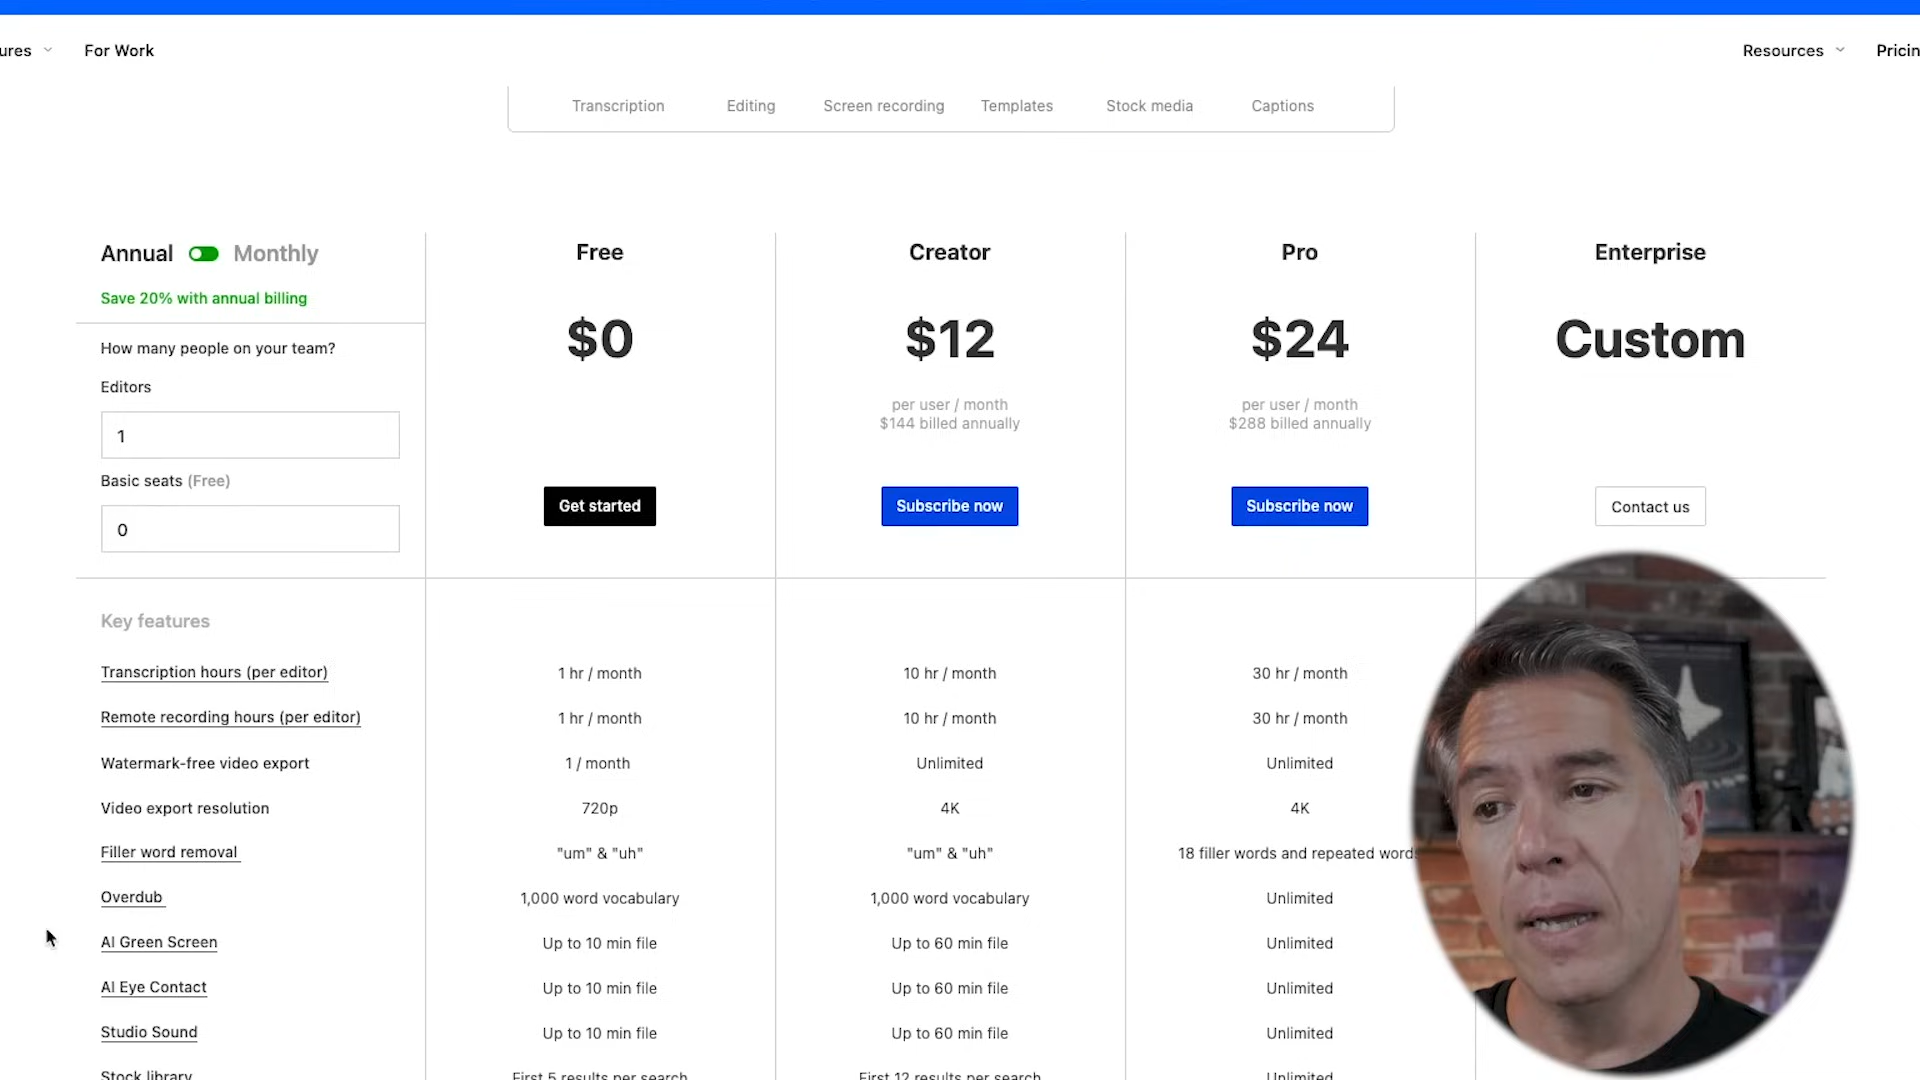 ures
For Work
Resources
Pricin
Transcription
Editing
Screen recording
Templates
Stock media
Captions
Annual
Monthly
Save 20% with annual billing
How many people on your team?
Editors
1
Basic seats (Free)
0
Free
$0
Get started
Creator
$12
per user / month
$144 billed annually
Subscribe now
Pro
$24
per user / month
$288 billed annually
Subscribe now
Enterprise
Custom
Contact us
Key features
Transcription hours (per editor)
1 hr / month
10 hr / month
30 hr / month
Remote recording hours (per editor)
1 hr / month
10 hr / month
30 hr / month
Watermark-free video export
1 / month
Unlimited
Unlimited
Video export resolution
720p
4K
4K
Filler word removal
"um" & "uh"
"um" & "uh"
18 filler words and repeated words
Overdub
1,000 word vocabulary
1,000 word vocabulary
Unlimited
AI Green Screen
Up to 10 min file
Up to 60 min file
Unlimited
AI Eye Contact
Up to 10 min file
Up to 60 min file
Unlimited
Studio Sound
Up to 10 min file
Up to 60 min file
Unlimited
Stock library
First 5 results per search
First 12 results per search
Unlimited